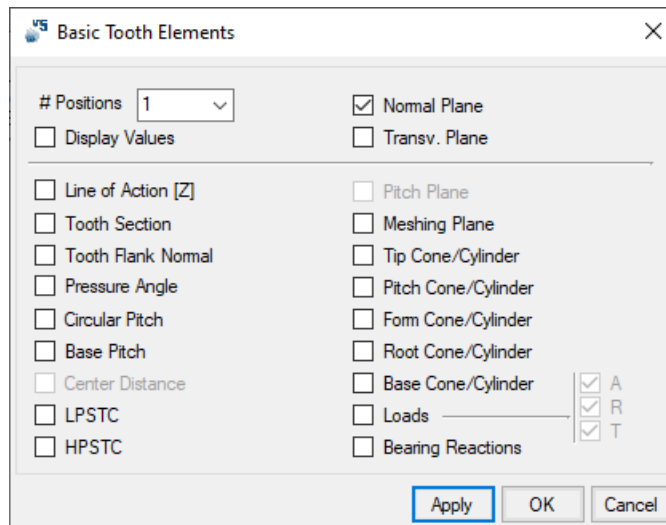 V5 Basic Tooth Elements
# Positions 1
Normal Plane
Display Values
Transv. Plane
Line of Action [Z]
Pitch Plane
Tooth Section
Meshing Plane
Tooth Flank Normal
Tip Cone/Cylinder
Pressure Angle
Pitch Cone/Cylinder
Circular Pitch
Form Cone/Cylinder
Base Pitch
Root Cone/Cylinder
Center Distance
Base Cone/Cylinder
A
LPSTC
Loads
R
T
HPSTC
Bearing Reactions
Apply
OK
Cancel